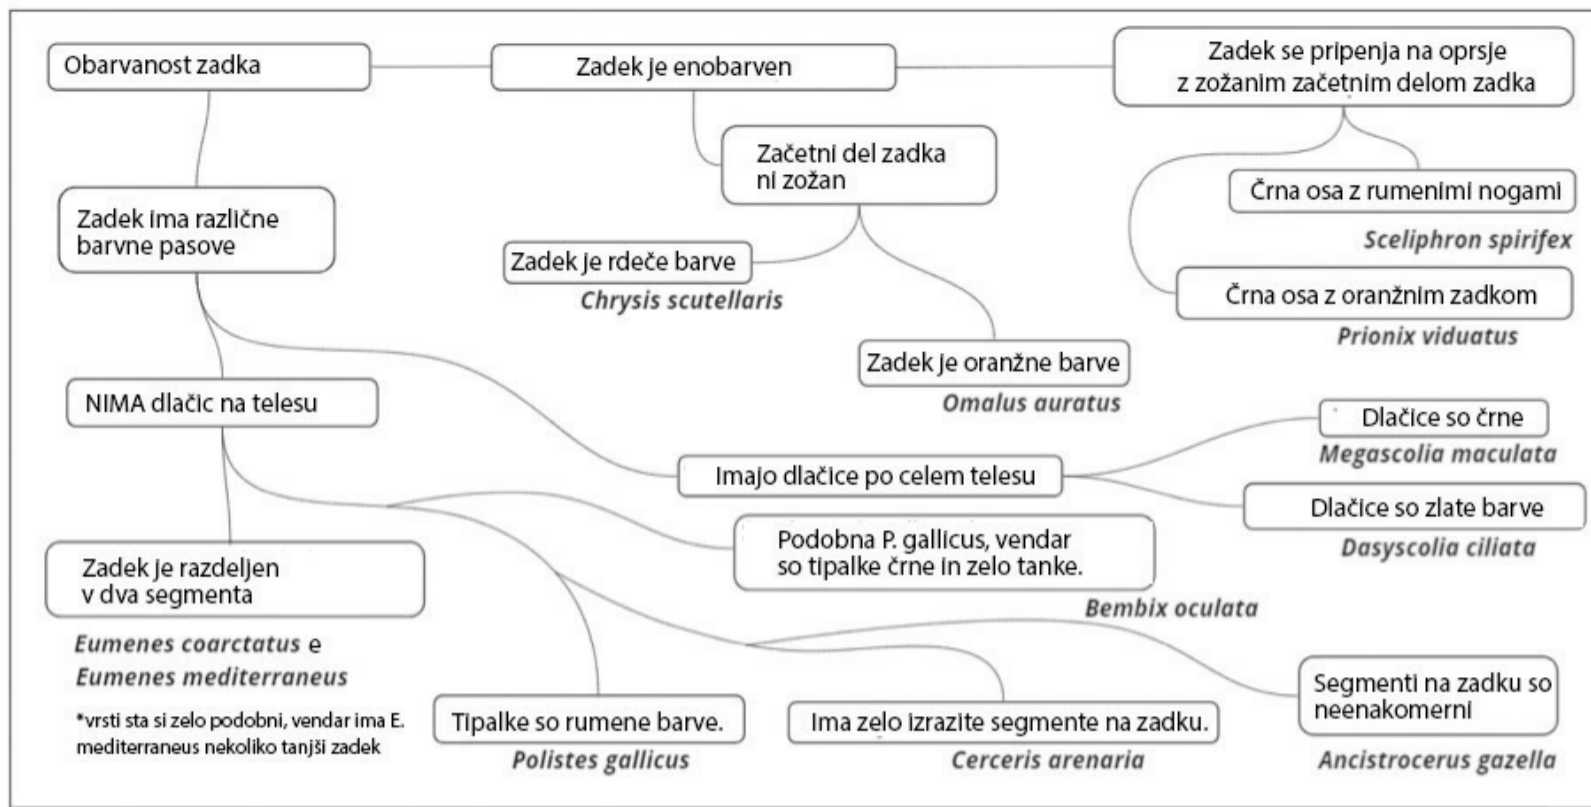 Obarvanost zadka
Zadek je enobarven
Zadek se pripenja na oprsje
z zožanim začetnim delom zadka
Začetni del zadka
ni zožan
Črna osa z rumenimi nogami
Sceliphron spirifex
Zadek ima različne
barvne pasove
Zadek je rdeče barve
Chrysis scutellaris
Črna osa z oranžnim zadkom
Prionix viduatus
Zadek je oranžne barve
Omalus auratus
NIMA dlačic na telesu
Dlačice so črne
Megascolia maculata
Imajo dlačice po celem telesu
Dlačice so zlate barve
Dasyscolia ciliata
Podobna P. gallicus, vendar
so tipalke črne in zelo tanke.
Bembix oculata
Zadek je razdeljen
v dva segmenta
Eumenes coarctatus e
Eumenes mediterraneus
*vrsti sta si zelo podobni, vendar ima E.
mediterraneus nekoliko tanjši zadek
Tipalke so rumene barve.
Polistes gallicus
Ima zelo izrazite segmente na zadku.
Cerceris arenaria
Segmenti na zadku so
neenakomerni
Ancistrocerus gazella